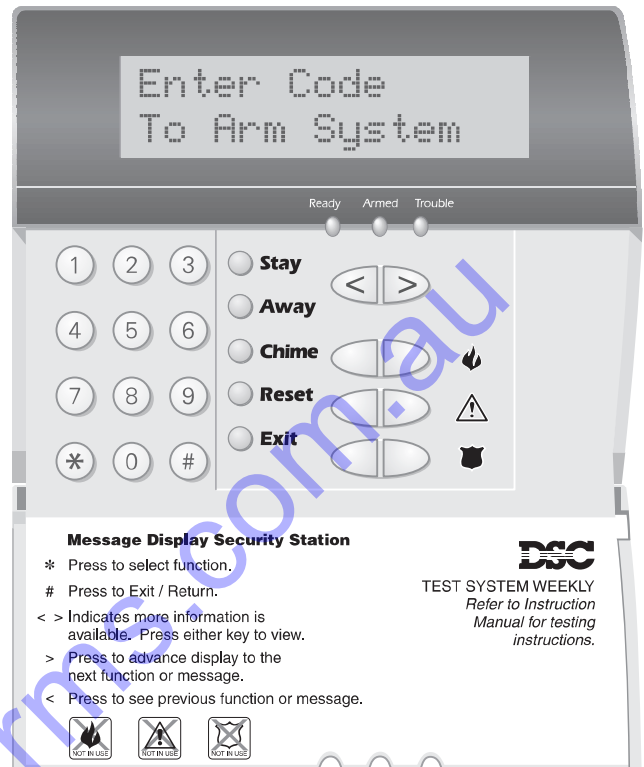 Enter Code
To Arm System
Ready Armed Trouble
1 2 3
4 5 6
7 8 9
* 0 #
Stay
Away
Chime
Reset
Exit
< >
Message Display Security Station
* Press to select function.
# Press to Exit / Return.
< > Indicates more information is
available. Press either key to view.
> Press to advance display to the
next function or message.
< Press to see previous function or message.
NOT IN USE NOT IN USE NOT IN USE
DSC
TEST SYSTEM WEEKLY
Refer to Instruction
Manual for testing
instructions.
rms.com.au